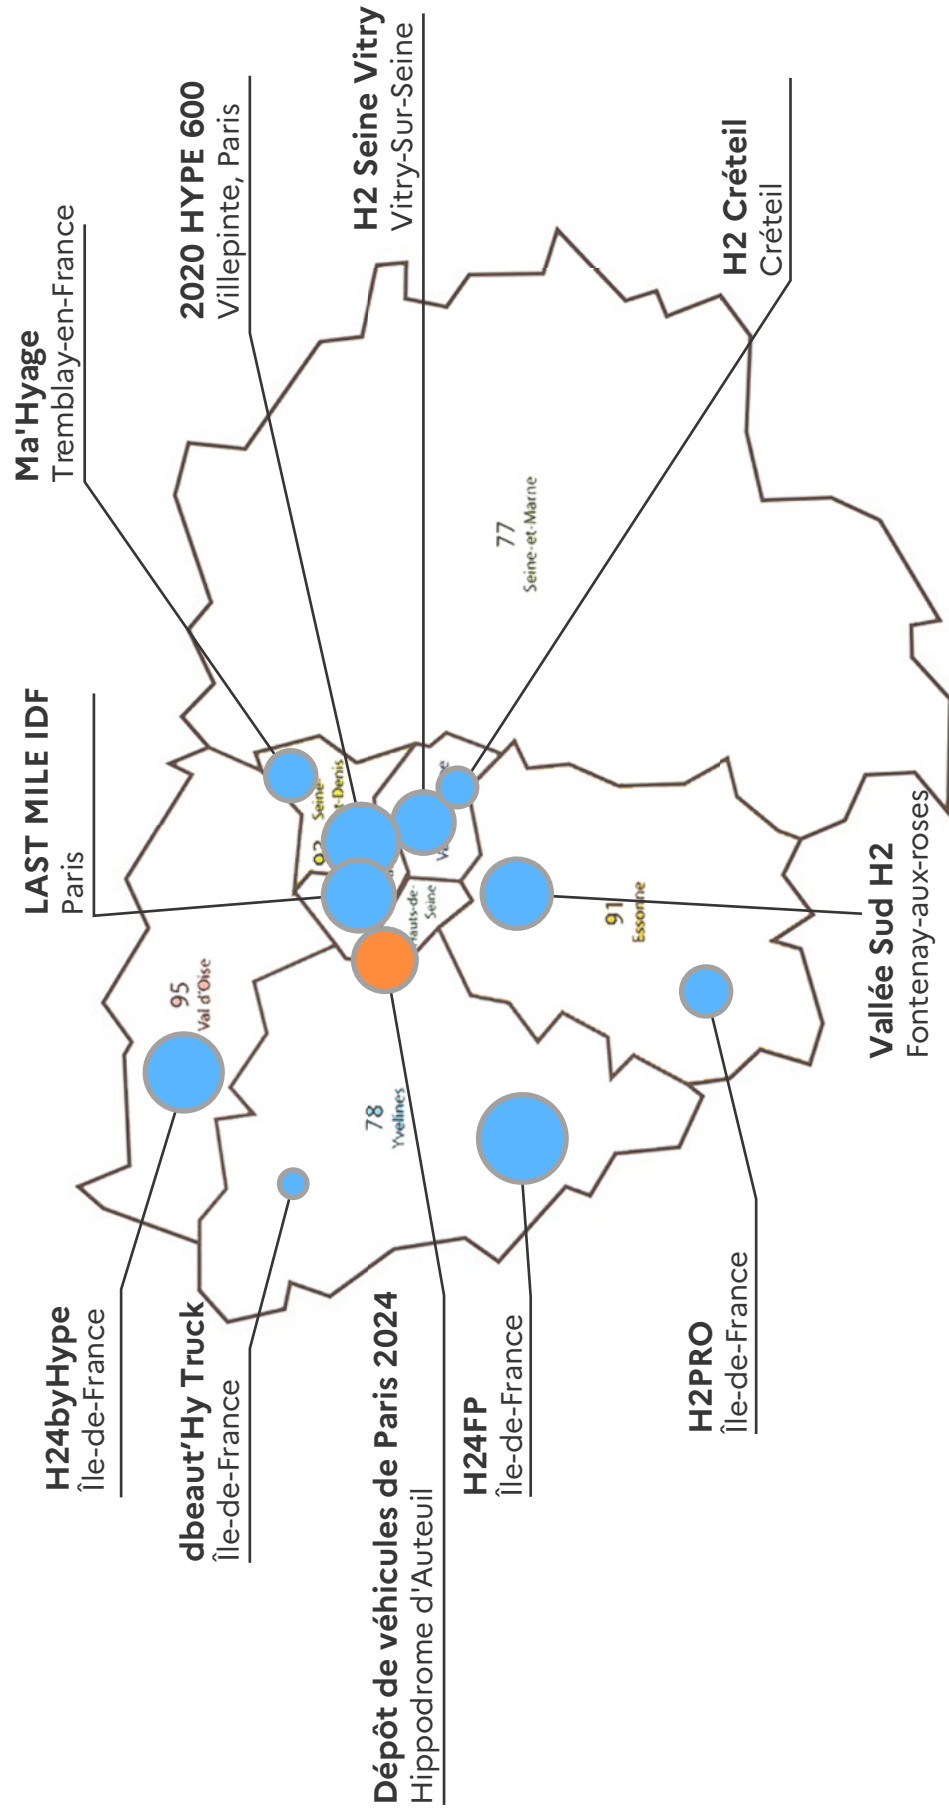 H24byHype
Île-de-France
dbeaut'Hy Truck
Île-de-France
Dépôt de véhicules de Paris 2024
Hippodrome d'Auteuil
H24FP
Île-de-France
H2PRO
Île-de-France
LAST MILE IDF
Paris
Vallée Sud H2
Fontenay-aux-roses
Ma'Hyage
Tremblay-en-France
2020 HYPE 600
Villepinte, Paris
H2 Seine Vitry
Vitry-Sur-Seine
H2 Créteil
Créteil
95
Val d'Oise
78
Yvelines
91
Essonne
77
Seine-et-Marne
Seine-
Seine